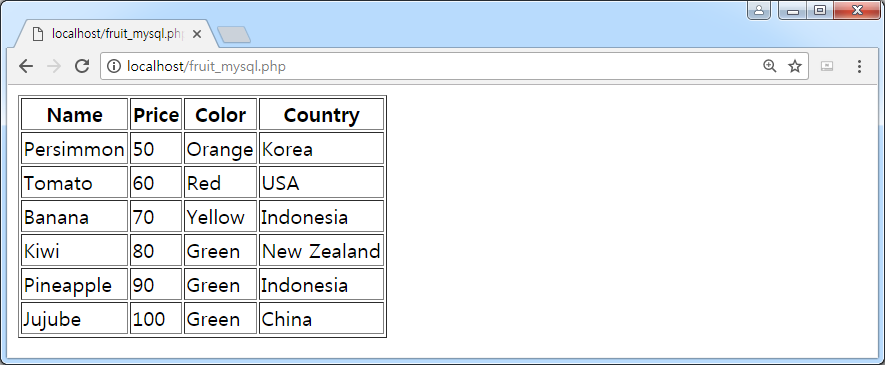 localhost/fruit_mysql.php
localhost/fruit_mysql.php
Name Price Color Country
Persimmon 50 Orange Korea
Tomato 60 Red USA
Banana 70 Yellow Indonesia
Kiwi 80 Green New Zealand
Pineapple 90 Green Indonesia
Jujube 100 Green China